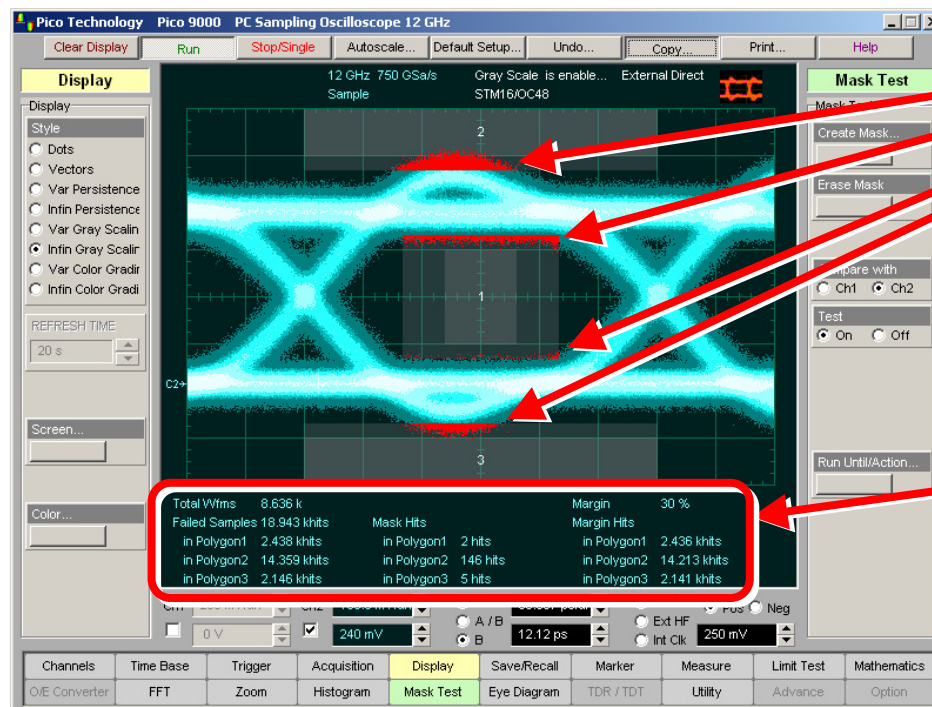 Pico Technology Pico 9000 PC Sampling Oscilloscope 12 GHz
Clear Display Run Stop/Single Autoscale... Default Setup... Undo... Copy... Print... Help
Display
Display
Style
Dots
Vectors
Var Persistence
Infin Persistence
Var Gray Scalin
Infin Gray Scalin
Var Color Gradir
Infin Color Gradi
REFRESH TIME
20 s
Screen...
Color...
12 GHz 750 GSa/s Gray Scale is enable... External Direct
Sample STM16/OC48
2
1
C2
3
Total Wfms 8.636 k Margin 30 %
Failed Samples 18.943 khits Mask Hits Margin Hits
in Polygon1 2.438 khits in Polygon1 2 hits in Polygon1 2.436 khits
in Polygon2 14.359 khits in Polygon2 146 hits in Polygon2 14.213 khits
in Polygon3 2.146 khits in Polygon3 5 hits in Polygon3 2.141 khits
Mask Test
Create Mask...
Erase Mask
with
Ch1 Ch2
Test
On Off
Run Until/Action...
A / B Ext HF Pos Neg
0 V 240 mV B 12.12 ps Int Clk 250 mV
Channels Time Base Trigger Acquisition Display Save/Recall Marker Measure Limit Test Mathematics
O/E Converter FFT Zoom Histogram Mask Test Eye Diagram TDR / TDT Utility Advance Option